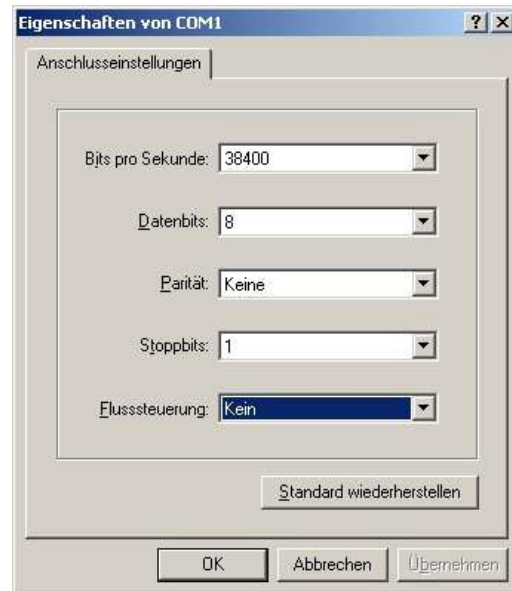 Eigenschaften von COM1
Anschlusseinstellungen
Bits pro Sekunde: 38400
Datenbits: 8
Parität: Keine
Stoppbits: 1
Flusssteuerung: Kein
Standard wiederherstellen
OK Abbrechen Übernehmen